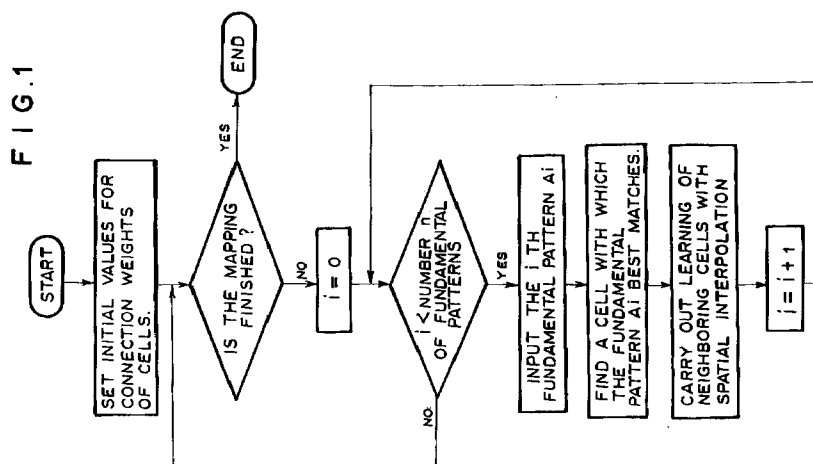 FIG.1
START
SET INITIAL VALUES FOR
CONNECTION WEIGHTS
OF CELLS.
IS THE MAPPING
FINISHED?
YES
END
NO
i = 0
i < NUMBER n
OF FUNDAMENTAL
PATTERNS
NO
YES
INPUT THE i TH
FUNDAMENTAL PATTERN Ai
FIND A CELL WITH WHICH
THE FUNDAMENTAL
PATTERN Ai BEST MATCHES.
CARRY OUT LEARNING OF
NEIGHBORING CELLS WITH
SPATIAL INTERPOLATION
i = i + 1